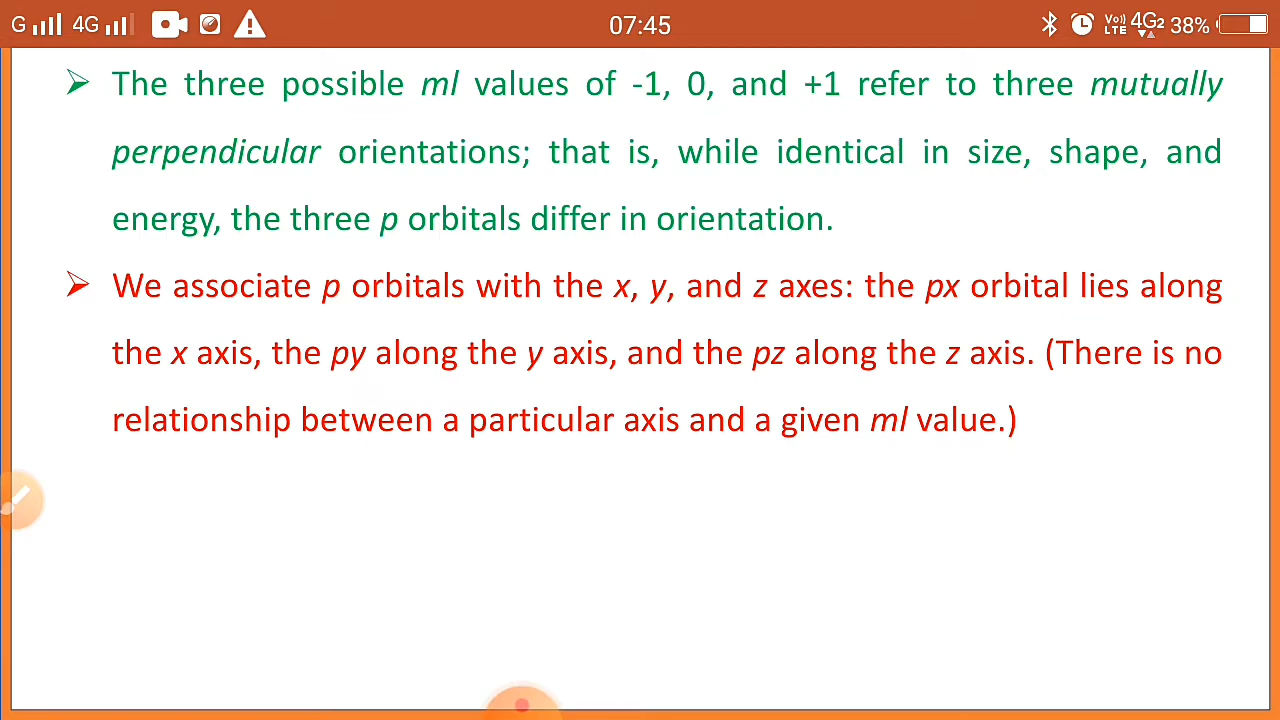 G 4G 07:45 Vo)) LTE 4G2 38%
➢ The three possible ml values of -1, 0, and +1 refer to three mutually
perpendicular orientations; that is, while identical in size, shape, and
energy, the three p orbitals differ in orientation.
➢ We associate p orbitals with the x, y, and z axes: the px orbital lies along
the x axis, the py along the y axis, and the pz along the z axis. (There is no
relationship between a particular axis and a given ml value.)